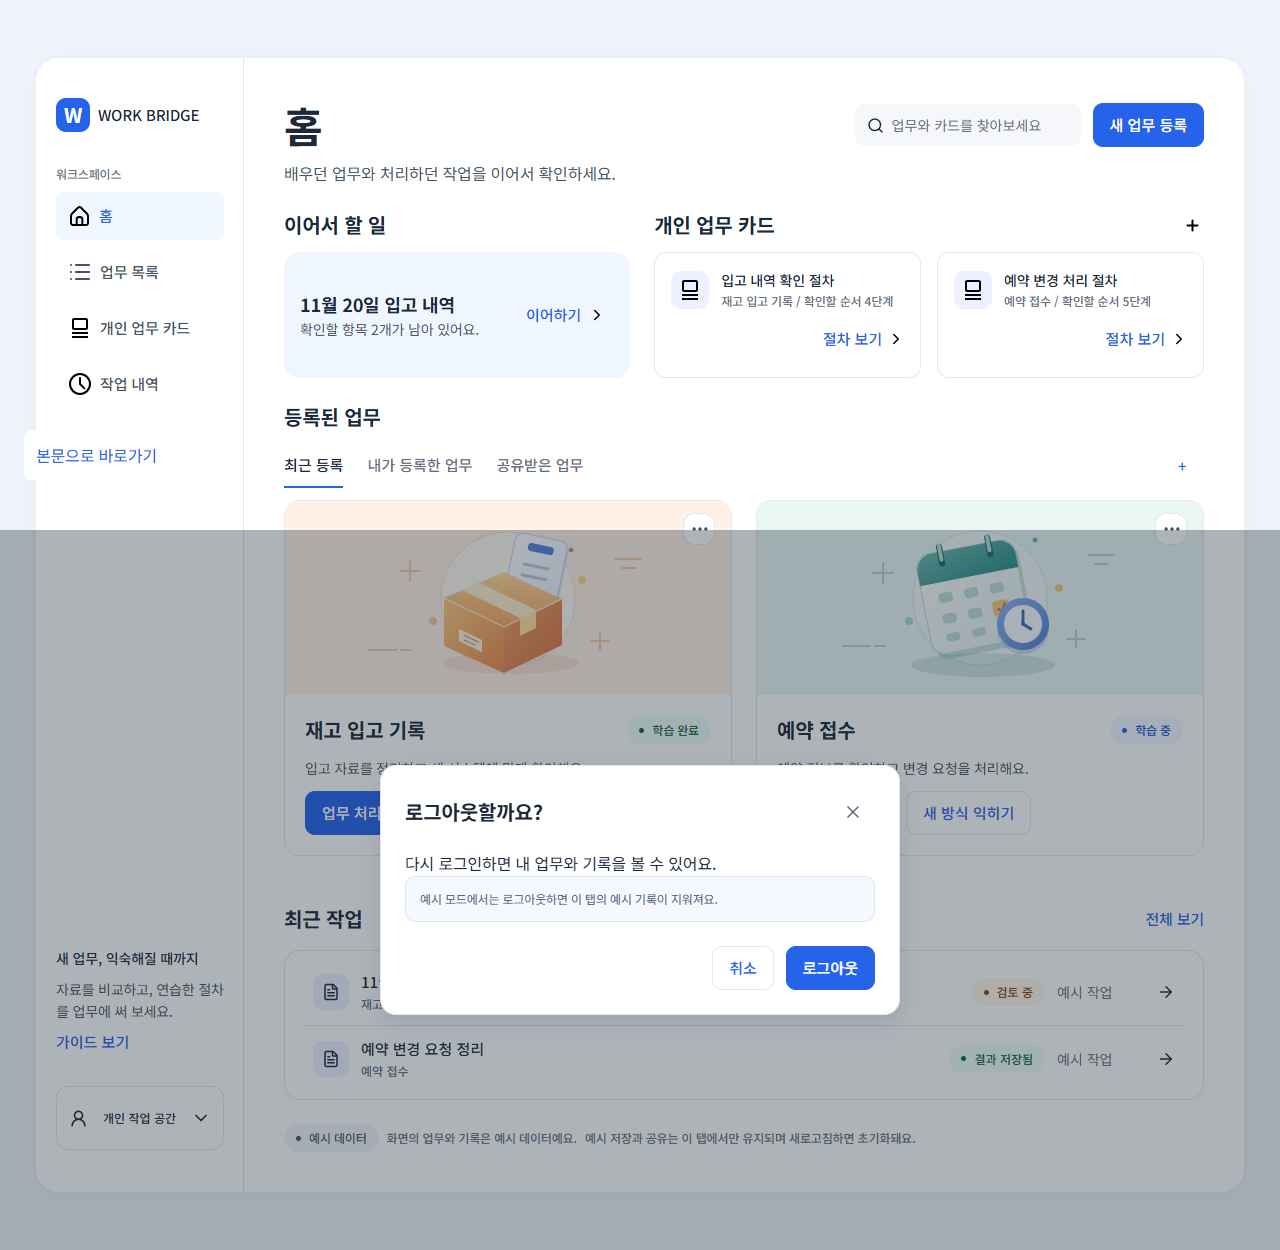 W WORK BRIDGE
워크스페이스
홈
업무 목록
개인 업무 카드
작업 내역
본문으로 바로가기
새 업무, 익숙해질 때까지
자료를 비교하고, 연습한 절차
를 업무에 써 보세요.
가이드 보기
개인 작업 공간
홈
업무와 카드를 찾아보세요
새 업무 등록
배우던 업무와 처리하던 작업을 이어서 확인하세요.
이어서 할 일
11월 20일 입고 내역
확인할 항목 2개가 남아 있어요.
이어하기
개인 업무 카드
+
입고 내역 확인 절차
재고 입고 기록 / 확인할 순서 4단계
절차 보기
예약 변경 처리 절차
예약 접수 / 확인할 순서 5단계
절차 보기
등록된 업무
최근 등록 내가 등록한 업무 공유받은 업무
+
재고 입고 기록
학습 완료
입고 자료를
업무 처리
예약 접수
학습 중
변경 요청을 처리해요.
새 방식 익히기
로그아웃할까요?
다시 로그인하면 내 업무와 기록을 볼 수 있어요.
예시 모드에서는 로그아웃하면 이 탭의 예시 기록이 지워져요.
취소
로그아웃
최근 작업
전체 보기
11
재고
검토 중
예시 작업
예약 변경 요청 정리
예약 접수
결과 저장됨
예시 작업
예시 데이터
화면의 업무와 기록은 예시 데이터예요. 예시 저장과 공유는 이 탭에서만 유지되며 새로고침하면 초기화돼요.